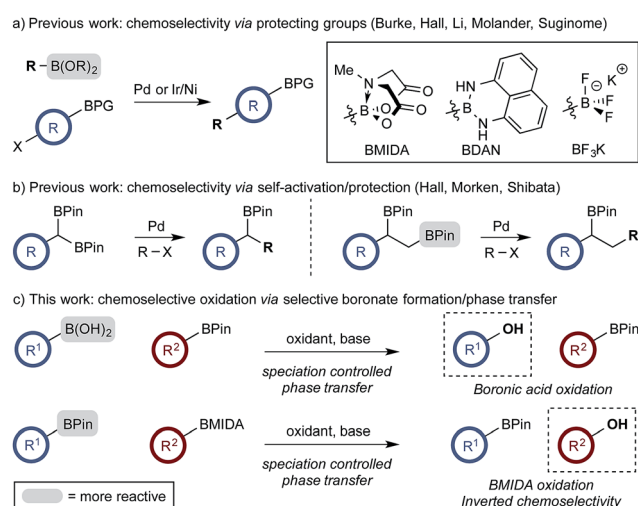 a) Previous work: chemoselectivity via protecting groups (Burke, Hall, Li, Molander, Suginome)
R B(OR)2
BPG
R
X
Pd or Ir/Ni
BPG
R
R
Me N O
B O O
O
BMIDA
HN
B
N
H
BDAN
F ⊖ K ⊕
B F
F
BF3K
b) Previous work: chemoselectivity via self-activation/protection (Hall, Morken, Shibata)
BPin
R BPin
Pd
R – X
BPin
R R
BPin
R BPin
Pd
R – X
BPin
R R
c) This work: chemoselective oxidation via selective boronate formation/phase transfer
B(OH)2
R1
BPin
R2
oxidant, base
speciation controlled
phase transfer
OH
R1
BPin
R2
Boronic acid oxidation
BPin
R1
BMIDA
R2
oxidant, base
speciation controlled
phase transfer
BPin
R1
OH
R2
BMIDA oxidation
Inverted chemoselectivity
= more reactive